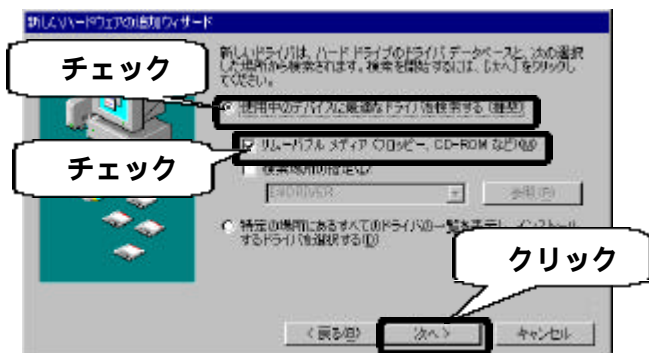 新しいハードウェアの追加ウィザード
新しいドライバは、ハード ドライブのドライバ データベースと、次の選択
した場所から検索されます。検索を開始するには、[次へ] をクリックし
てください。
チェック
使用中のデバイスに最適なドライバを検索する (推奨)
リムーバブル メディア (フロッピー、CD-ROM など)(M)
チェック
検索場所の指定(L)
参照(R)
特定の場所にあるすべてのドライバの一覧を表示し、インストール
するドライバを選択する(D)
クリック
< 戻る(B)
次へ >
キャンセル